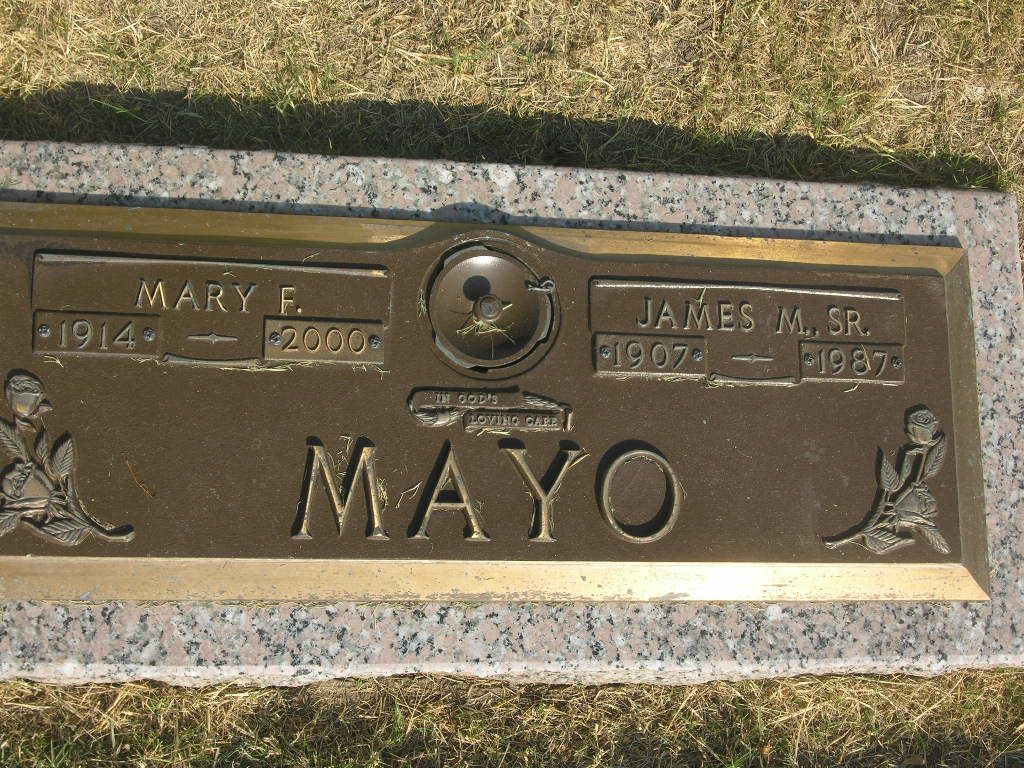 MARY F.
1914 2000
JAMES M., SR.
1907 1987
IN GOD'S
LOVING CARE
MAYO